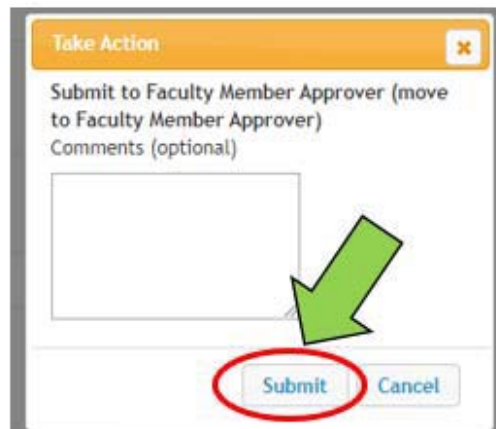 Take Action
Submit to Faculty Member Approver (move
to Faculty Member Approver)
Comments (optional)
Submit Cancel